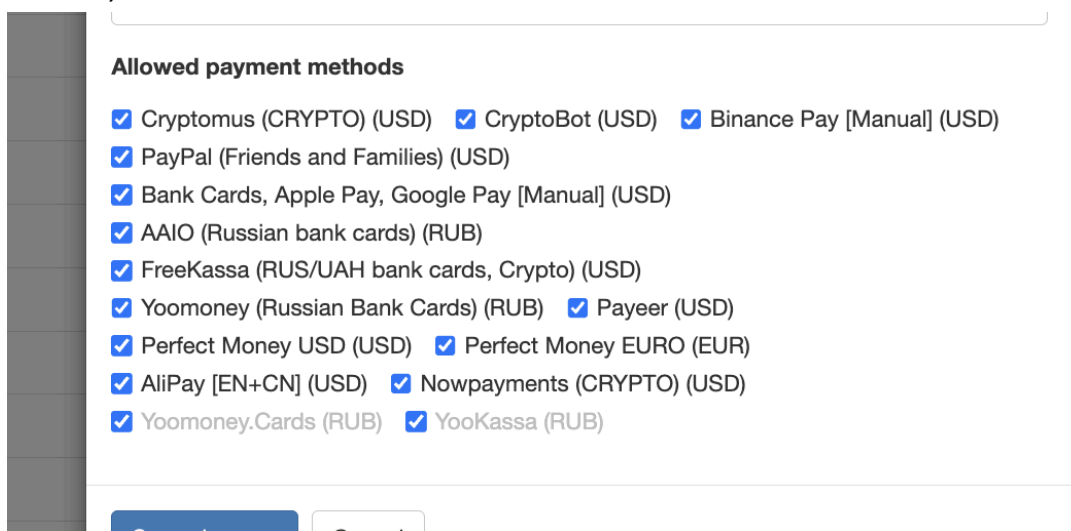 Allowed payment methods
Cryptomus (CRYPTO) (USD) CryptoBot (USD) Binance Pay [Manual] (USD)
PayPal (Friends and Families) (USD)
Bank Cards, Apple Pay, Google Pay [Manual] (USD)
AAIO (Russian bank cards) (RUB)
FreeKassa (RUS/UAH bank cards, Crypto) (USD)
Yoomoney (Russian Bank Cards) (RUB) Payeer (USD)
Perfect Money USD (USD) Perfect Money EURO (EUR)
AliPay [EN+CN] (USD) Nowpayments (CRYPTO) (USD)
Yoomoney.Cards (RUB) YooKassa (RUB)